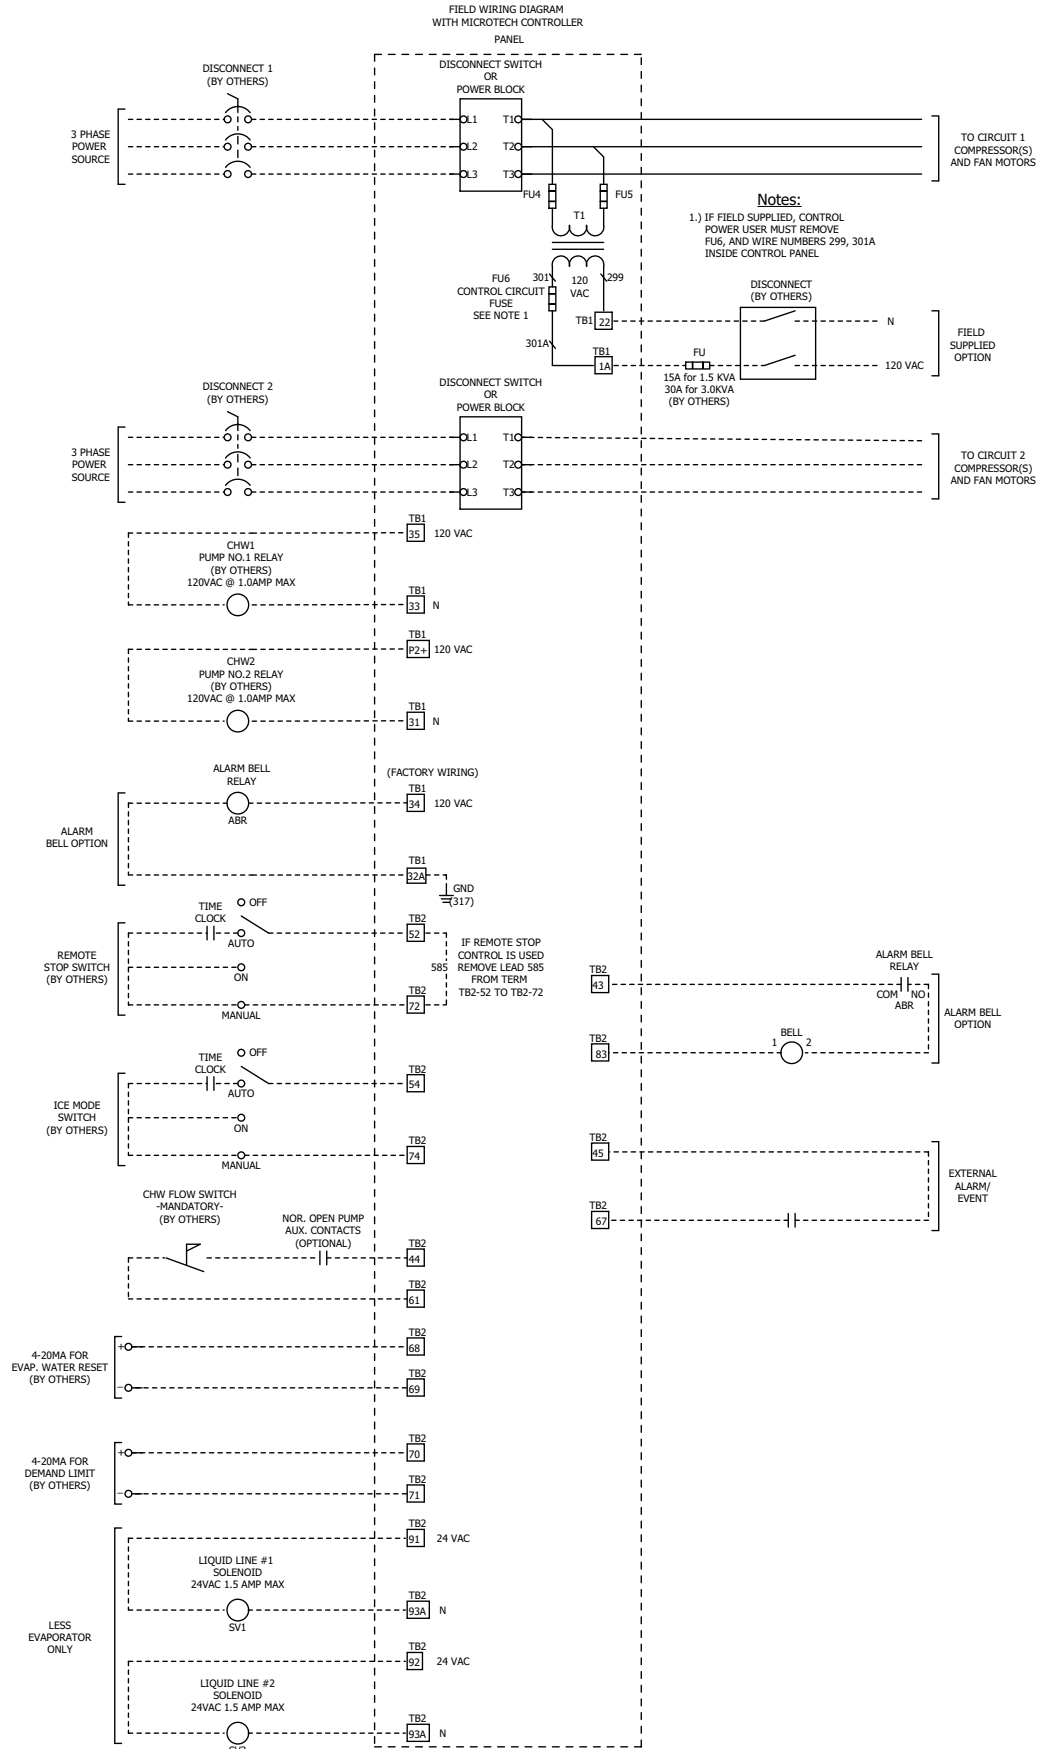 FIELD WIRING DIAGRAM
WITH MICROTECH CONTROLLER
PANEL
DISCONNECT 1
(BY OTHERS)
DISCONNECT SWITCH
OR
POWER BLOCK
3 PHASE
POWER
SOURCE
L1
T1
L2
T2
L3
T3
TO CIRCUIT 1
COMPRESSOR(S)
AND FAN MOTORS
FU4
FU5
T1
Notes:
1.) IF FIELD SUPPLIED, CONTROL
POWER USER MUST REMOVE
FU6, AND WIRE NUMBERS 299, 301A
INSIDE CONTROL PANEL
301
120
VAC
299
FU6
CONTROL CIRCUIT
FUSE
SEE NOTE 1
DISCONNECT
(BY OTHERS)
TB1
22
N
301A
TB1
1A
FU
15A for 1.5 KVA
30A for 3.0KVA
(BY OTHERS)
120 VAC
FIELD
SUPPLIED
OPTION
DISCONNECT 2
(BY OTHERS)
DISCONNECT SWITCH
OR
POWER BLOCK
3 PHASE
POWER
SOURCE
L1
T1
L2
T2
L3
T3
TO CIRCUIT 2
COMPRESSOR(S)
AND FAN MOTORS
TB1
35
120 VAC
CHW1
PUMP NO.1 RELAY
(BY OTHERS)
120VAC @ 1.0AMP MAX
TB1
33
N
TB1
P2+
120 VAC
CHW2
PUMP NO.2 RELAY
(BY OTHERS)
120VAC @ 1.0AMP MAX
TB1
31
N
ALARM BELL
RELAY
ABR
(FACTORY WIRING)
TB1
34
120 VAC
ALARM
BELL OPTION
TB1
32A
GND
(317)
TIME
CLOCK
OFF
AUTO
ON
MANUAL
REMOTE
STOP SWITCH
(BY OTHERS)
TB2
52
585
TB2
72
IF REMOTE STOP
CONTROL IS USED
REMOVE LEAD 585
FROM TERM
TB2-52 TO TB2-72
TB2
43
ALARM BELL
RELAY
COM
NO
ABR
TB2
83
BELL
1
2
ALARM BELL
OPTION
TIME
CLOCK
OFF
AUTO
ON
MANUAL
ICE MODE
SWITCH
(BY OTHERS)
TB2
54
TB2
74
TB2
45
TB2
67
EXTERNAL
ALARM/
EVENT
CHW FLOW SWITCH
-MANDATORY-
(BY OTHERS)
NOR. OPEN PUMP
AUX. CONTACTS
(OPTIONAL)
TB2
44
TB2
61
4-20MA FOR
EVAP. WATER RESET
(BY OTHERS)
+
−
TB2
68
TB2
69
4-20MA FOR
DEMAND LIMIT
(BY OTHERS)
+
−
TB2
70
TB2
71
TB2
91
24 VAC
LIQUID LINE #1
SOLENOID
24VAC 1.5 AMP MAX
SV1
TB2
93A
N
LESS
EVAPORATOR
ONLY
TB2
92
24 VAC
LIQUID LINE #2
SOLENOID
24VAC 1.5 AMP MAX
TB2
93A
N